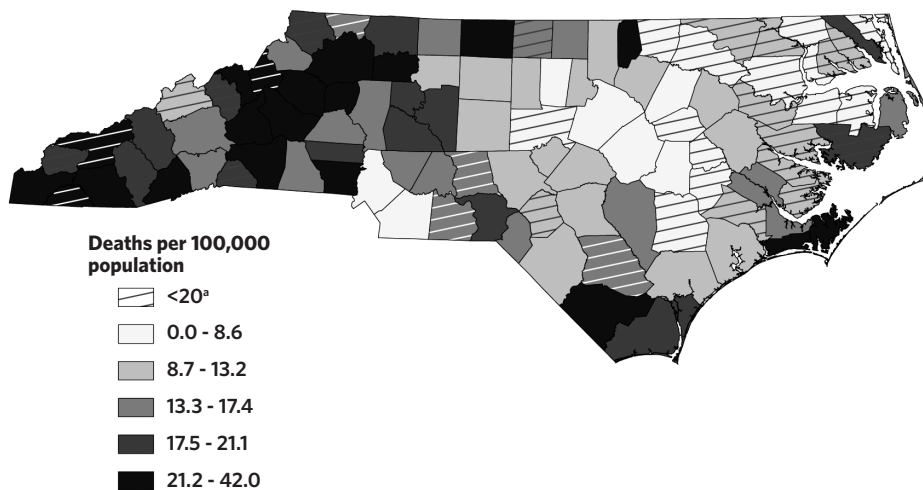 Deaths per 100,000
population
<20ᵃ
0.0 - 8.6
8.7 - 13.2
13.3 - 17.4
17.5 - 21.1
21.2 - 42.0